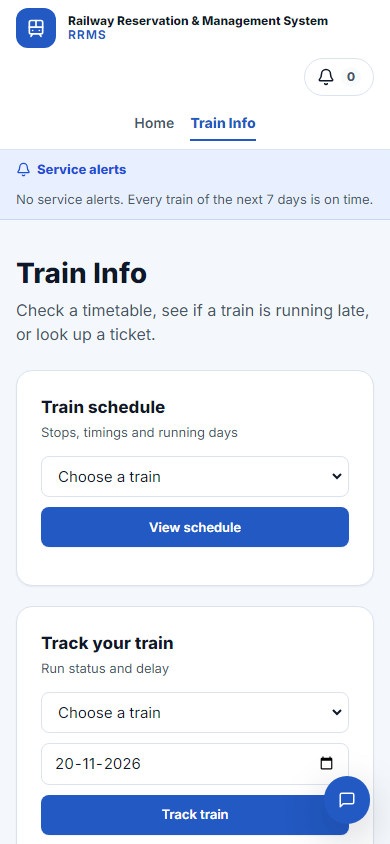 Railway Reservation & Management System
RRMS
0
Home Train Info
Service alerts
No service alerts. Every train of the next 7 days is on time.
Train Info
Check a timetable, see if a train is running late,
or look up a ticket.
Train schedule
Stops, timings and running days
Choose a train
View schedule
Track your train
Run status and delay
Choose a train
20-11-2026
Track train